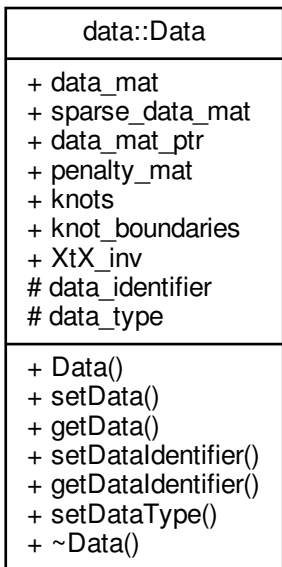 data::Data
+ data_mat
+ sparse_data_mat
+ data_mat_ptr
+ penalty_mat
+ knots
+ knot_boundaries
+ XtX_inv
# data_identifier
# data_type
+ Data()
+ setData()
+ getData()
+ setDataIdentifier()
+ getDataIdentifier()
+ setDataType()
+ ~Data()